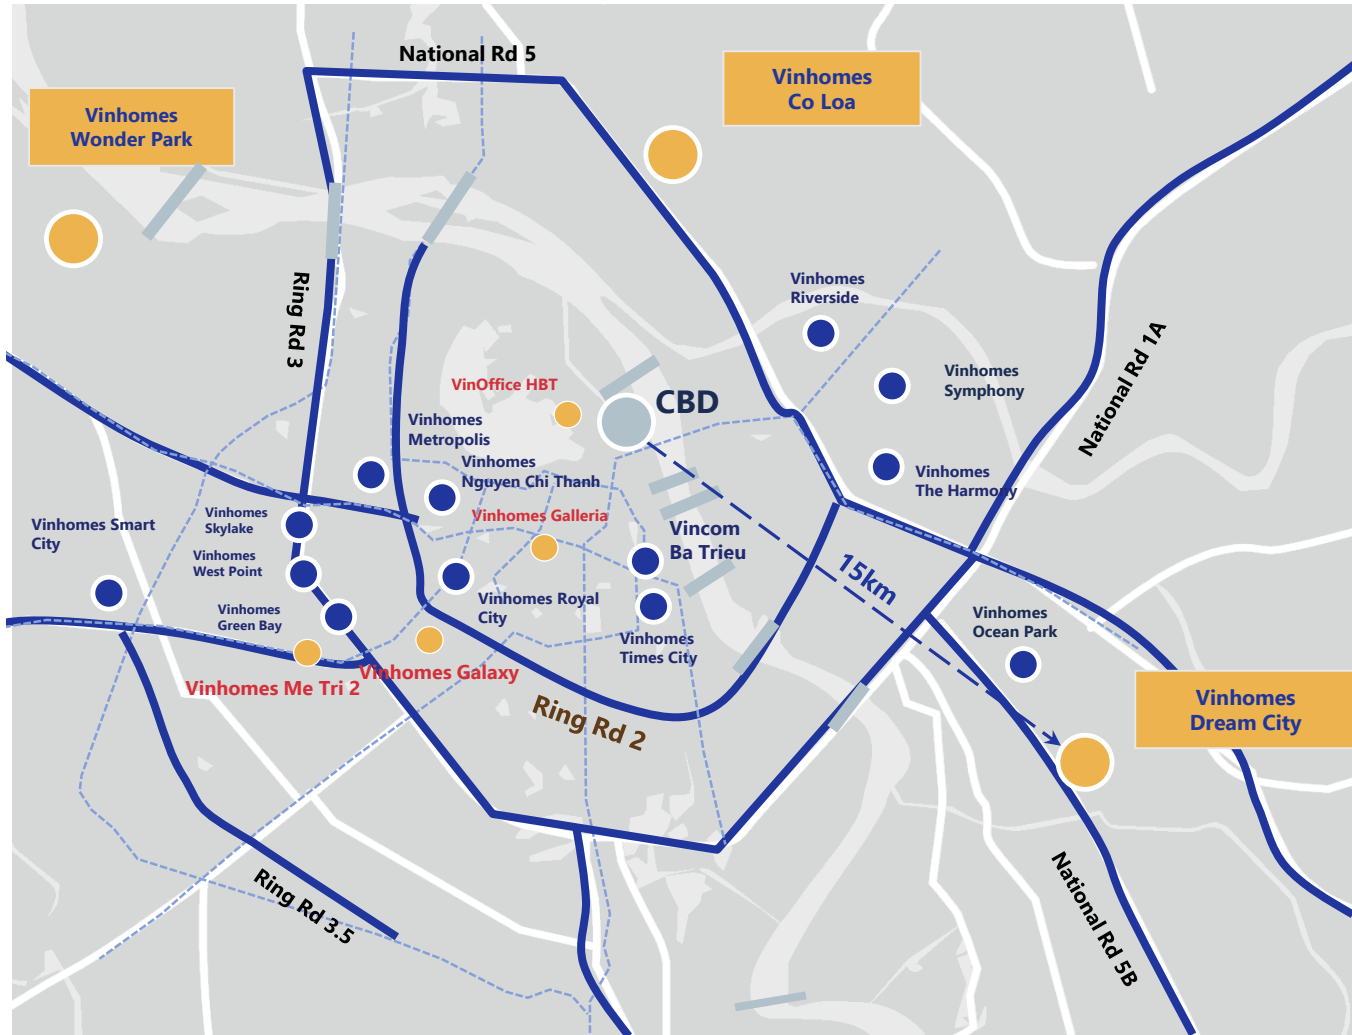 National Rd 5
Vinhomes
Co Loa
Vinhomes
Wonder Park
Ring Rd 3
Vinhomes
Riverside
National Rd 1A
VinOffice HBT
CBD
Vinhomes
Symphony
Vinhomes
Metropolis
Vinhomes
Nguyen Chi Thanh
Vinhomes
The Harmony
Vinhomes Smart
City
Vinhomes
Skylake
Vinhomes Galleria
Vincom
Ba Trieu
Vinhomes
West Point
15km
Vinhomes
Green Bay
Vinhomes Royal
City
Vinhomes
Times City
Vinhomes
Ocean Park
Vinhomes Me Tri 2
Vinhomes Galaxy
Ring Rd 2
Vinhomes
Dream City
Ring Rd 3.5
National Rd 5B